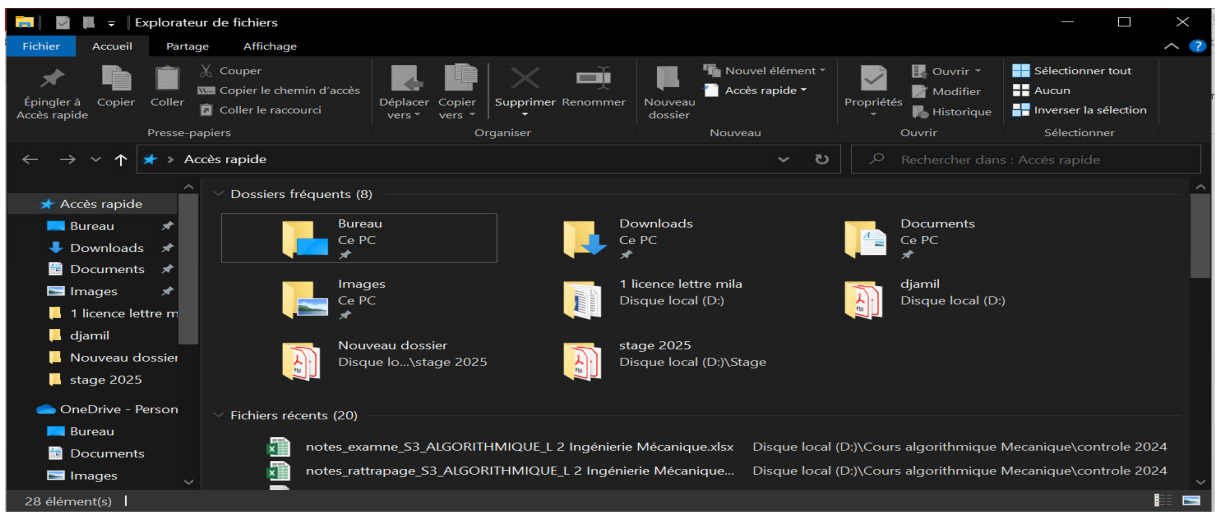 Explorateur de fichiers
Fichier Accueil Partage Affichage
Épingler à Accès rapide
Copier
Coller
Couper
Copier le chemin d'accès
Coller le raccourci
Presse-papiers
Déplacer vers
Copier vers
Supprimer
Renommer
Organiser
Nouveau dossier
Nouvel élément
Accès rapide
Nouveau
Propriétés
Ouvrir
Modifier
Historique
Ouvrir
Sélectionner tout
Aucun
Inverser la sélection
Sélectionner
Accès rapide
Rechercher dans : Accès rapide
Accès rapide
Bureau
Downloads
Documents
Images
1 licence lettre m
djamil
Nouveau dossier
stage 2025
OneDrive - Person
Bureau
Documents
Images
Dossiers fréquents (8)
Bureau
Ce PC
Downloads
Ce PC
Documents
Ce PC
Images
Ce PC
1 licence lettre mila
Disque local (D:)
djamil
Disque local (D:)
Nouveau dossier
Disque lo...\stage 2025
stage 2025
Disque local (D:)\Stage
Fichiers récents (20)
notes_examne_S3_ALGORITHMIQUE_L 2 Ingénierie Mécanique.xlsx Disque local (D:)\Cours algorithmique Mecanique\controle 2024
notes_rattrapage_S3_ALGORITHMIQUE_L 2 Ingénierie Mécanique... Disque local (D:)\Cours algorithmique Mecanique\controle 2024
28 élément(s)